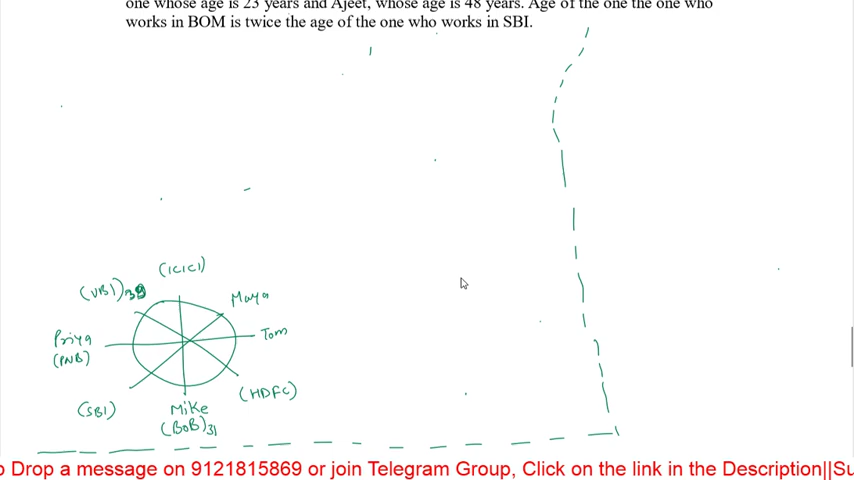 one whose age is 23 years and Ajeet, whose age is 48 years. Age of the one the one who
works in BOM is twice the age of the one who works in SBI.
(ICICI)
(UBI) 39
Maya
Priya
(PNB)
Tom
(SBI)
Mike
(BOB) 31
(HDFC)
o Drop a message on 9121815869 or join Telegram Group, Click on the link in the Description||Su